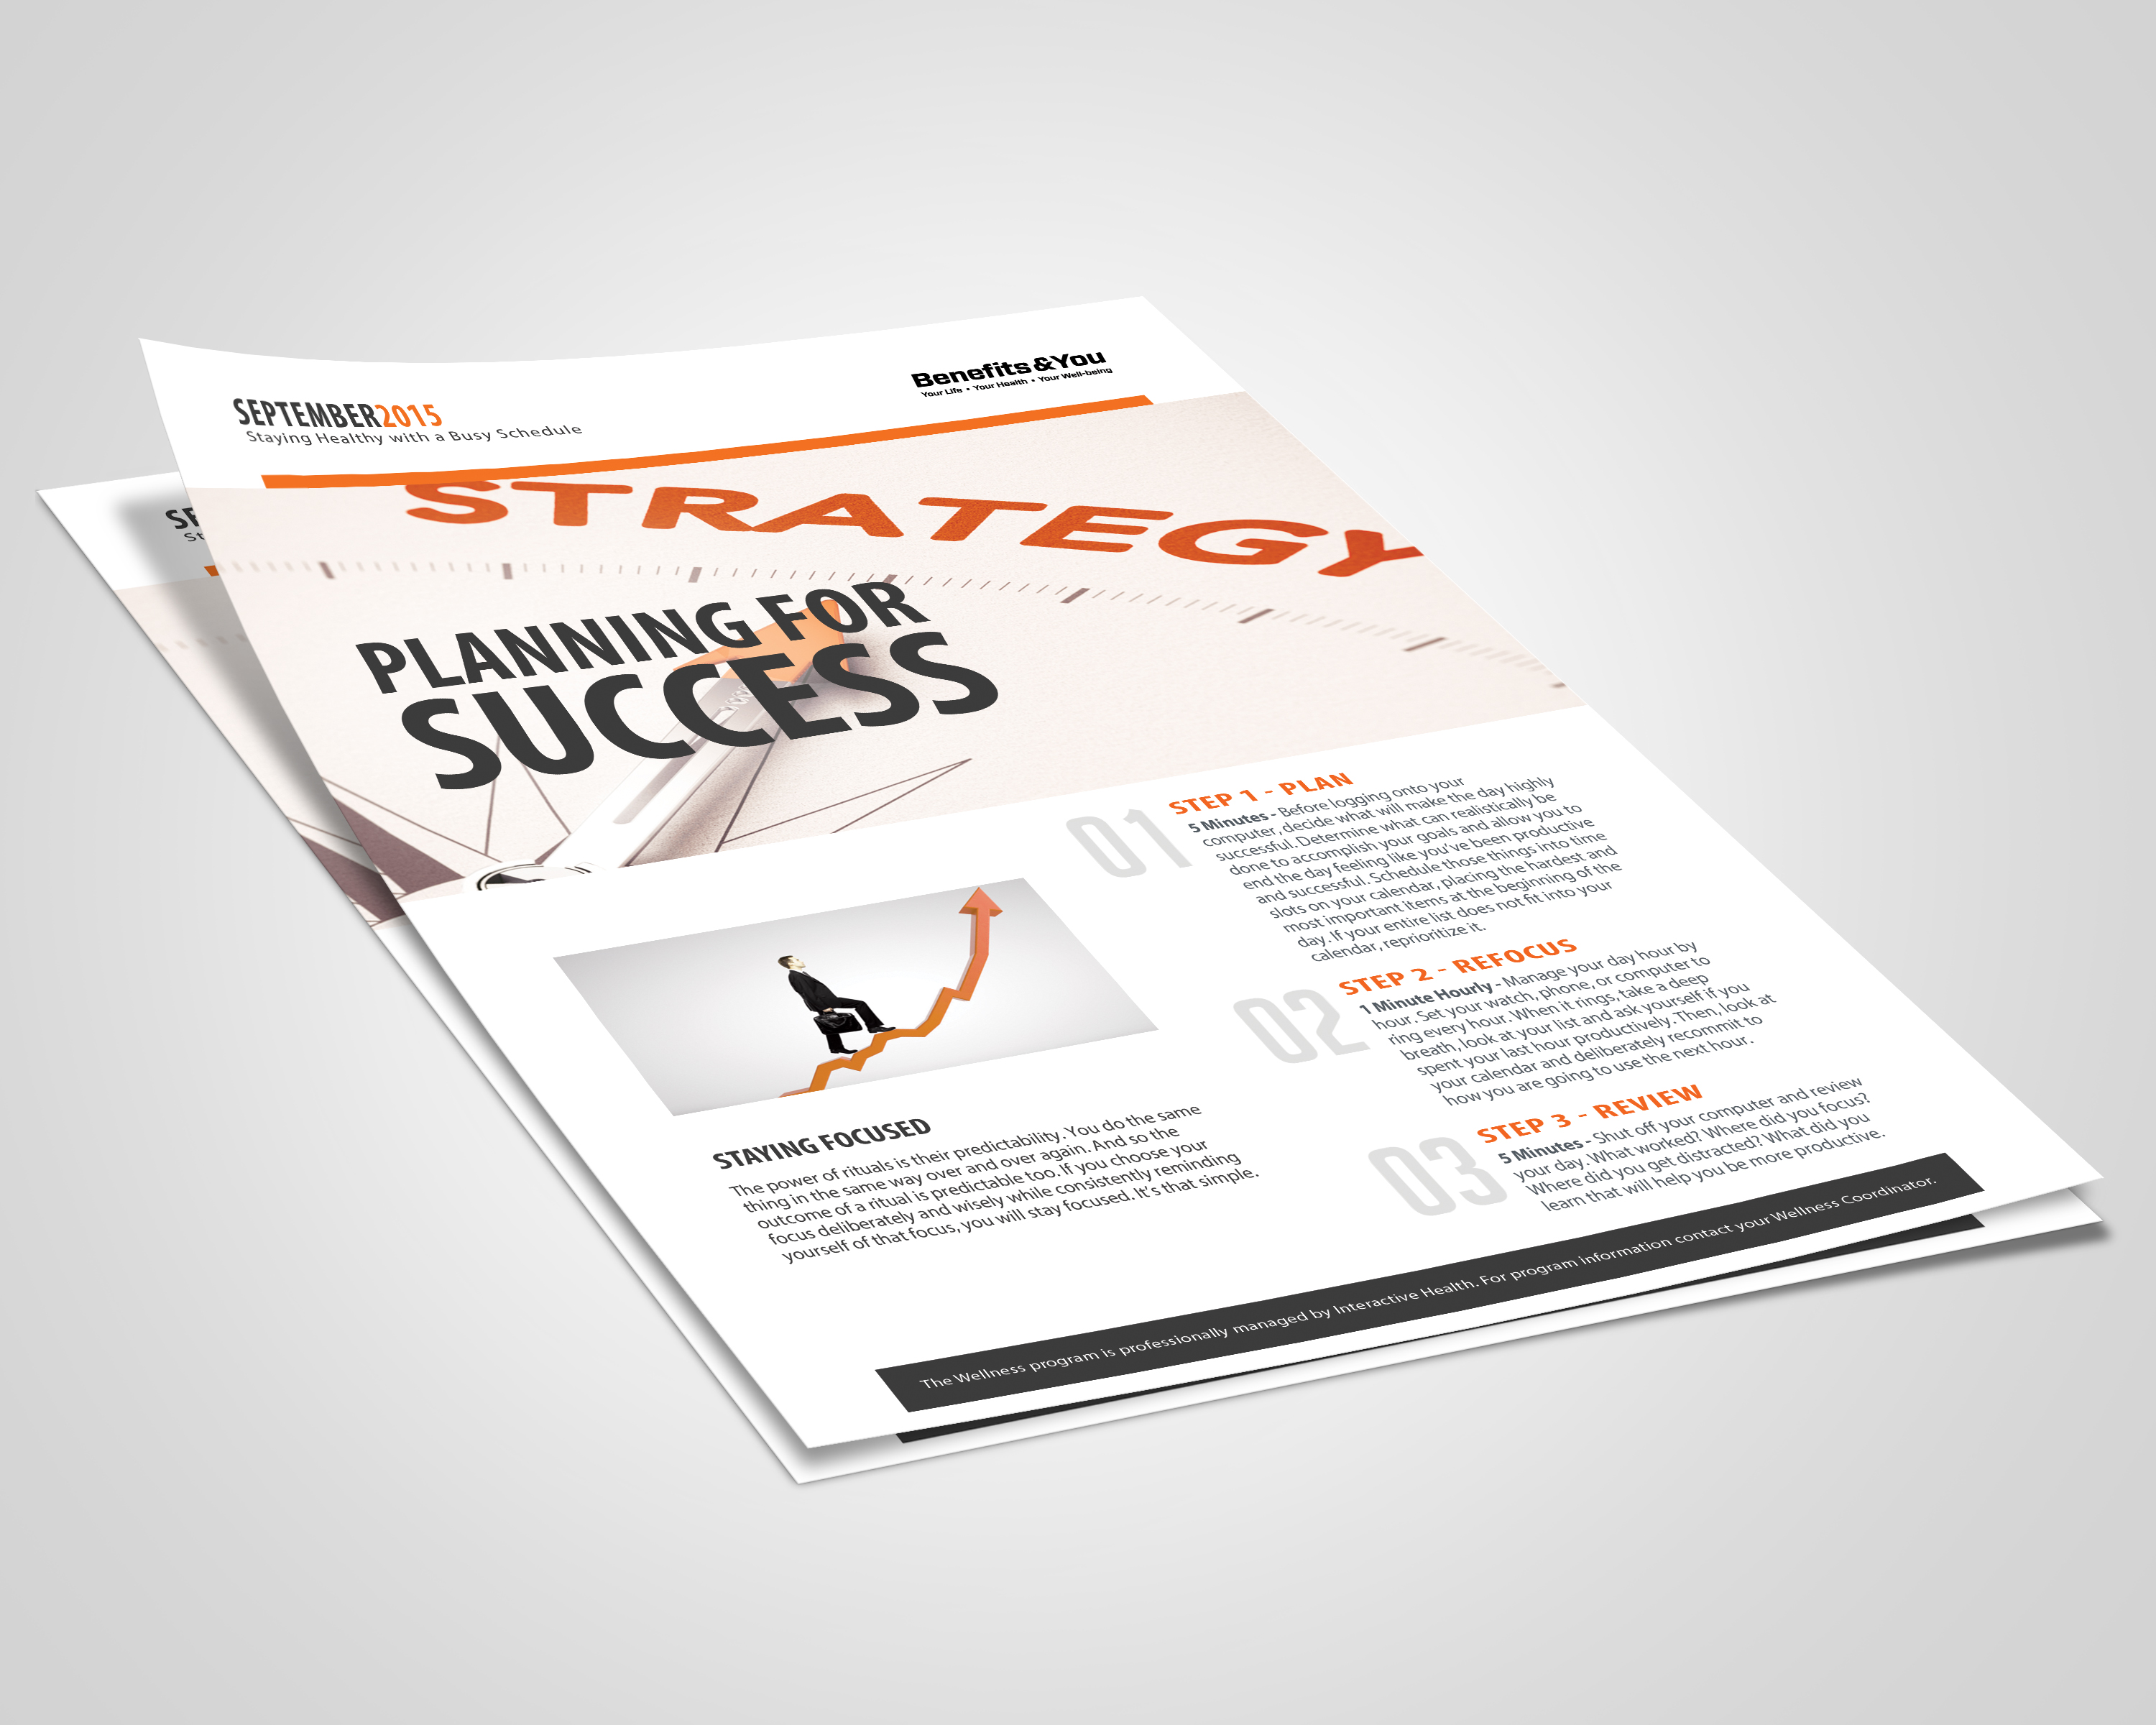 SEPTEMBER2015
Staying Healthy with a Busy Schedule
Benefits&You
Your Life • Your Health • Your Well-being
STRATEGY
PLANNING FOR
SUCCESS
STAYING FOCUSED
The power of rituals is their predictability. You do the same
thing in the same way over and over again. And so the
outcome of a ritual is predictable too. If you choose your
focus deliberately and wisely while consistently reminding
yourself of that focus, you will stay focused. It's that simple.
01
STEP 1 - PLAN
5 Minutes - Before logging onto your
computer, decide what will make the day highly
successful. Determine what can realistically be
done to accomplish your goals and allow you to
end the day feeling like you've been productive
and successful. Schedule those things into time
slots on your calendar, placing the hardest and
most important items at the beginning of the
day. If your entire list does not fit into your
calendar, reprioritize it.
02
STEP 2 - REFOCUS
1 Minute Hourly - Manage your day hour by
hour. Set your watch, phone, or computer to
ring every hour. When it rings, take a deep
breath, look at your list and ask yourself if you
spent your last hour productively. Then, look at
your calendar and deliberately recommit to
how you are going to use the next hour.
03
STEP 3 - REVIEW
5 Minutes - Shut off your computer and review
your day. What worked? Where did you focus?
Where did you get distracted? What did you
learn that will help you be more productive.
The Wellness program is professionally managed by Interactive Health. For program information contact your Wellness Coordinator.